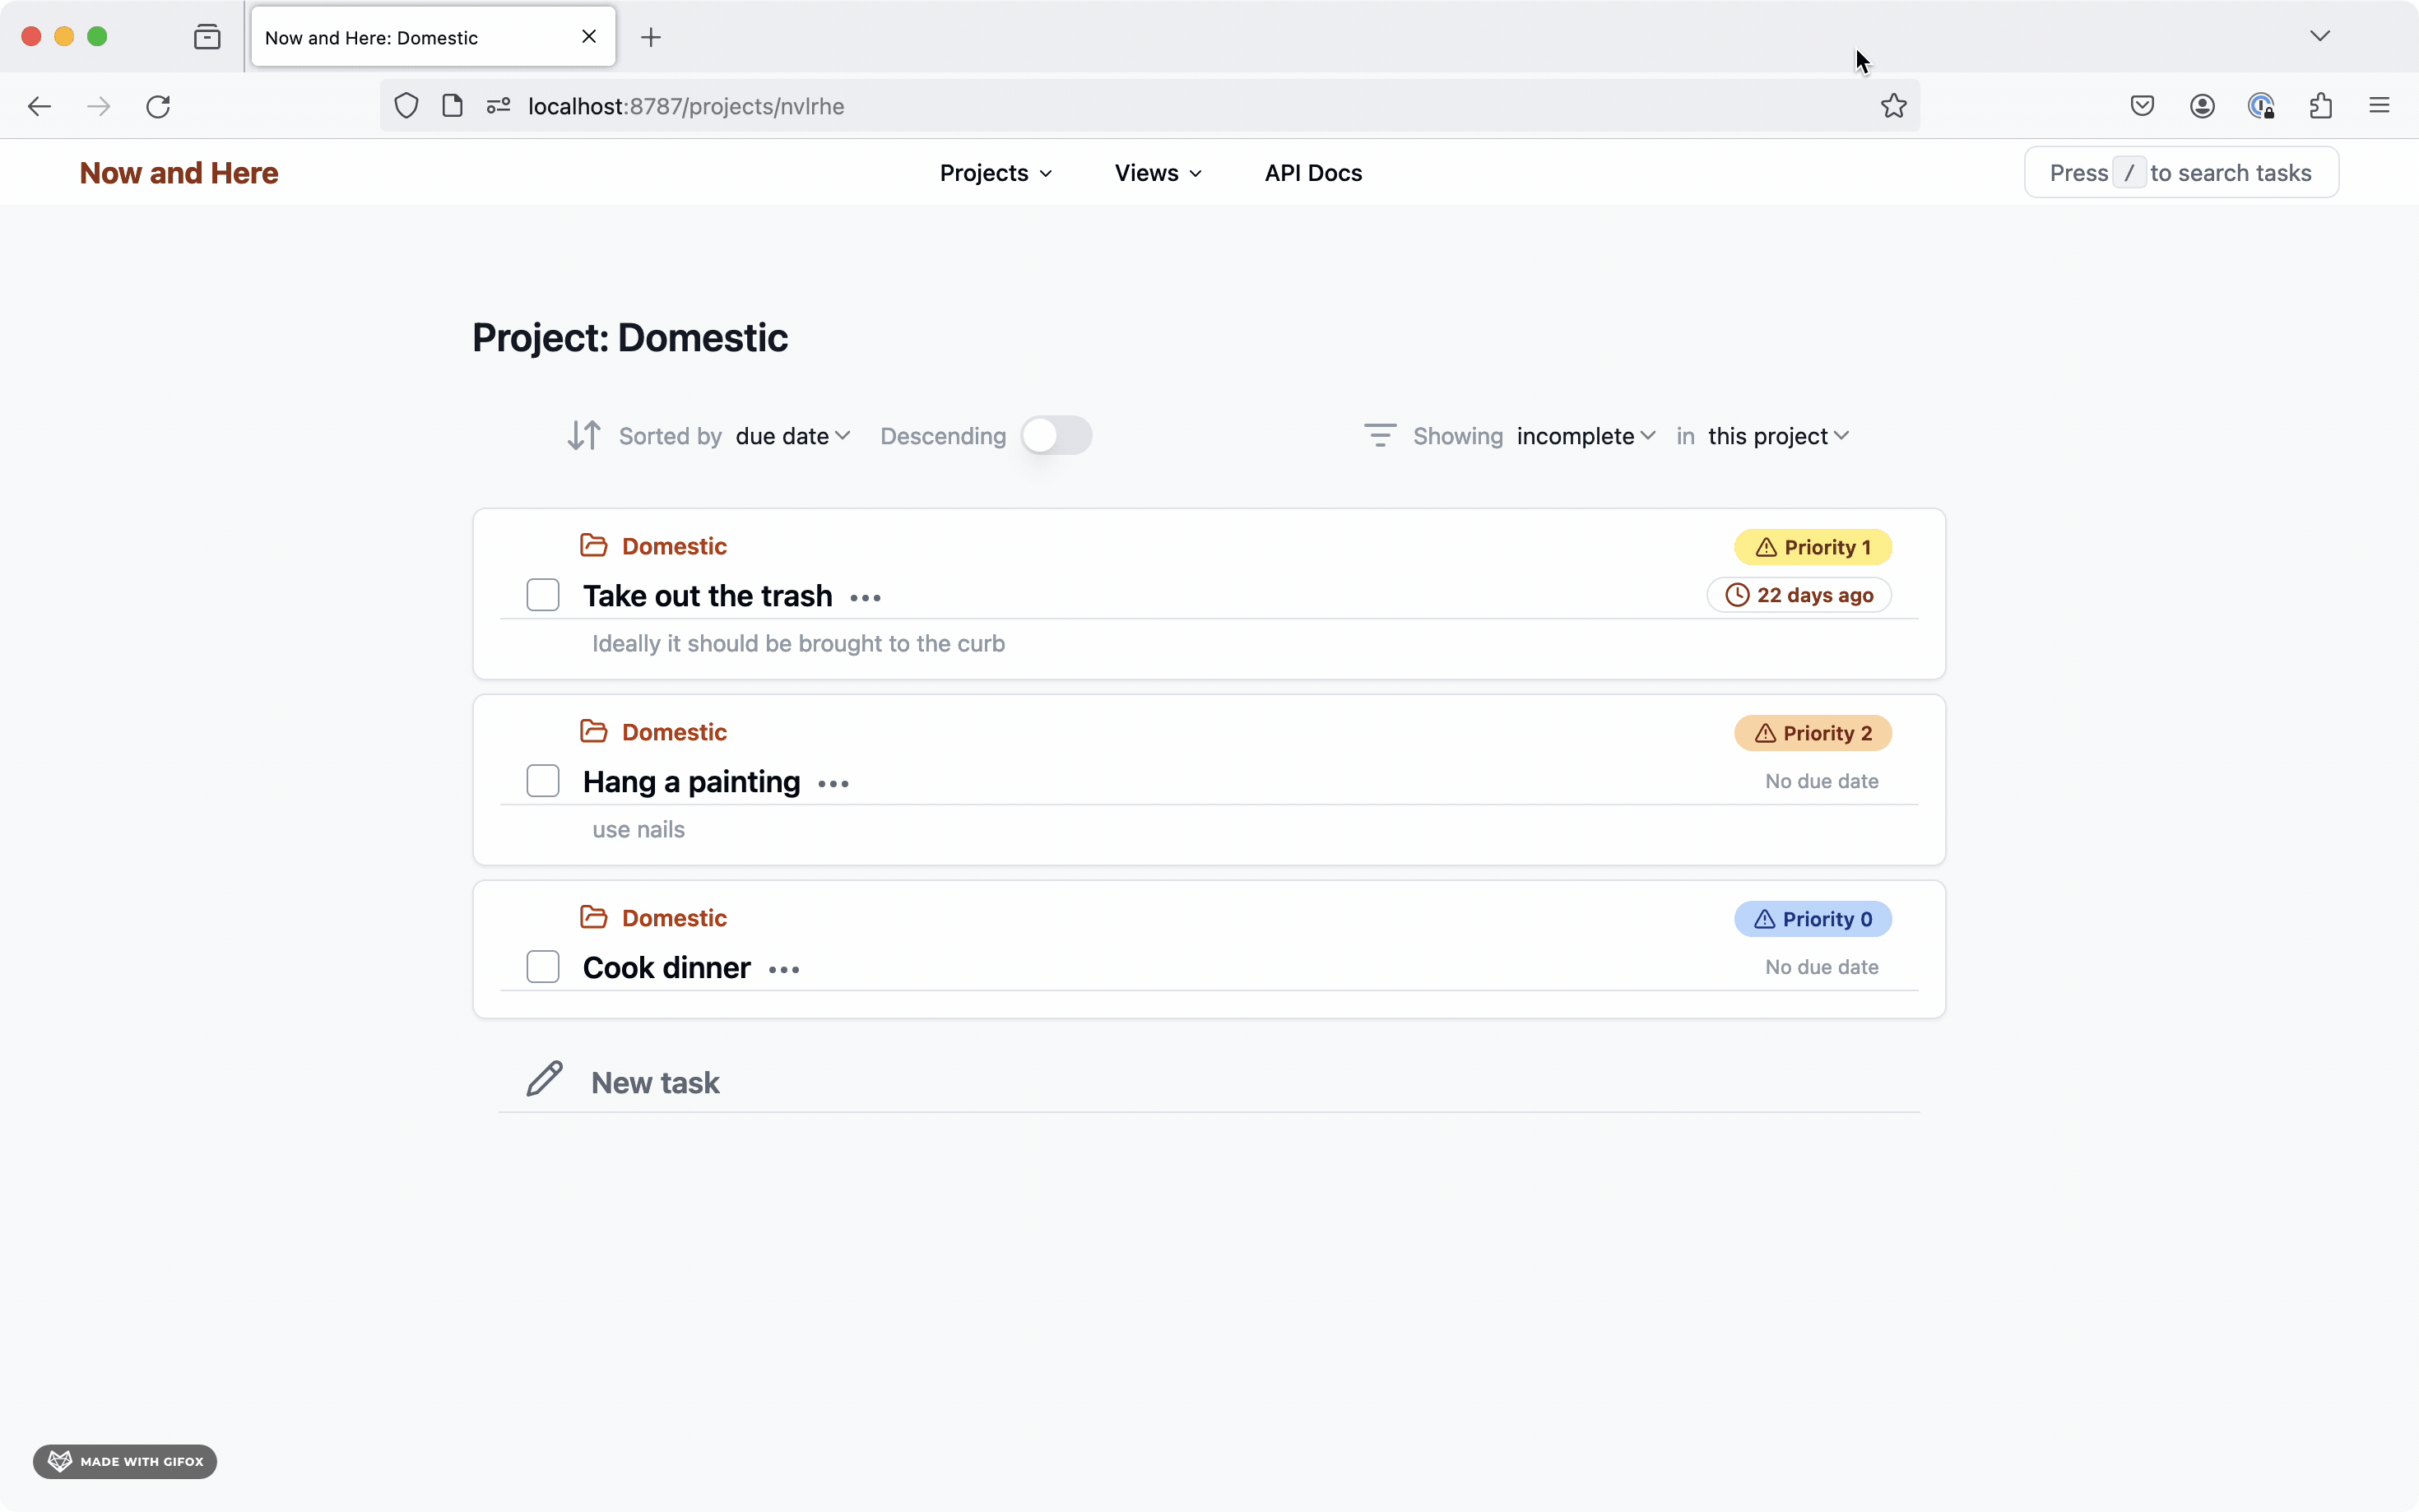 Now and Here: Domestic
localhost:8787/projects/nvlrhe
Now and Here
Projects
Views
API Docs
Press / to search tasks
Project: Domestic
Sorted by due date
Descending
Showing incomplete in this project
Domestic
Priority 1
Take out the trash
22 days ago
Ideally it should be brought to the curb
Domestic
Priority 2
Hang a painting
No due date
use nails
Domestic
Priority 0
Cook dinner
No due date
New task
MADE WITH GIFOX